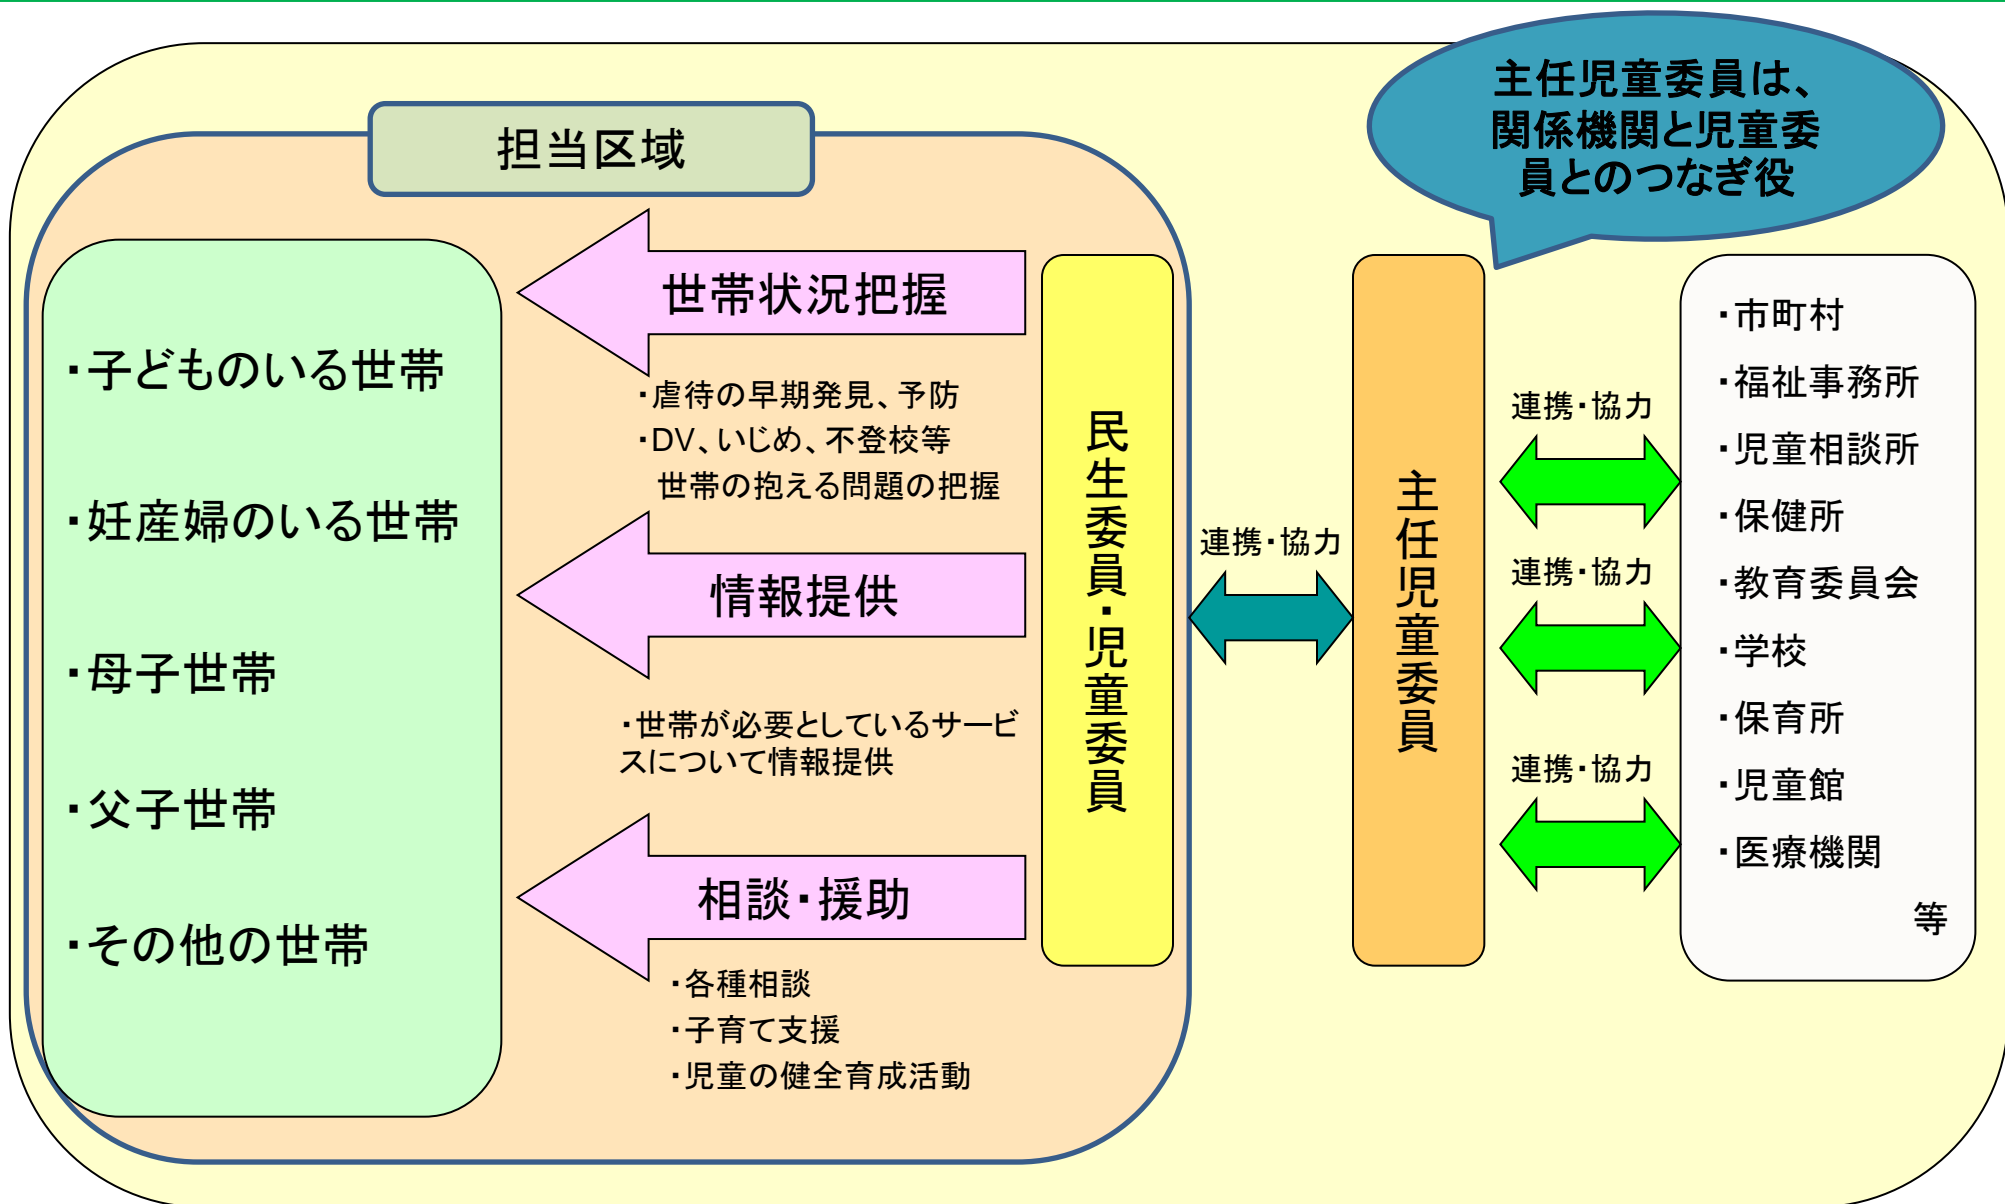 主任児童委員は、
関係機関と児童委
員とのつなぎ役
担当区域
・子どものいる世帯
・妊産婦のいる世帯
・母子世帯
・父子世帯
・その他の世帯
世帯状況把握
・虐待の早期発見、予防
・DV、いじめ、不登校等
世帯の抱える問題の把握
情報提供
・世帯が必要としているサービ
スについて情報提供
相談・援助
・各種相談
・子育て支援
・児童の健全育成活動
民生委員・児童委員
連携・協力
主任児童委員
連携・協力
連携・協力
連携・協力
・市町村
・福祉事務所
・児童相談所
・保健所
・教育委員会
・学校
・保育所
・児童館
・医療機関
等